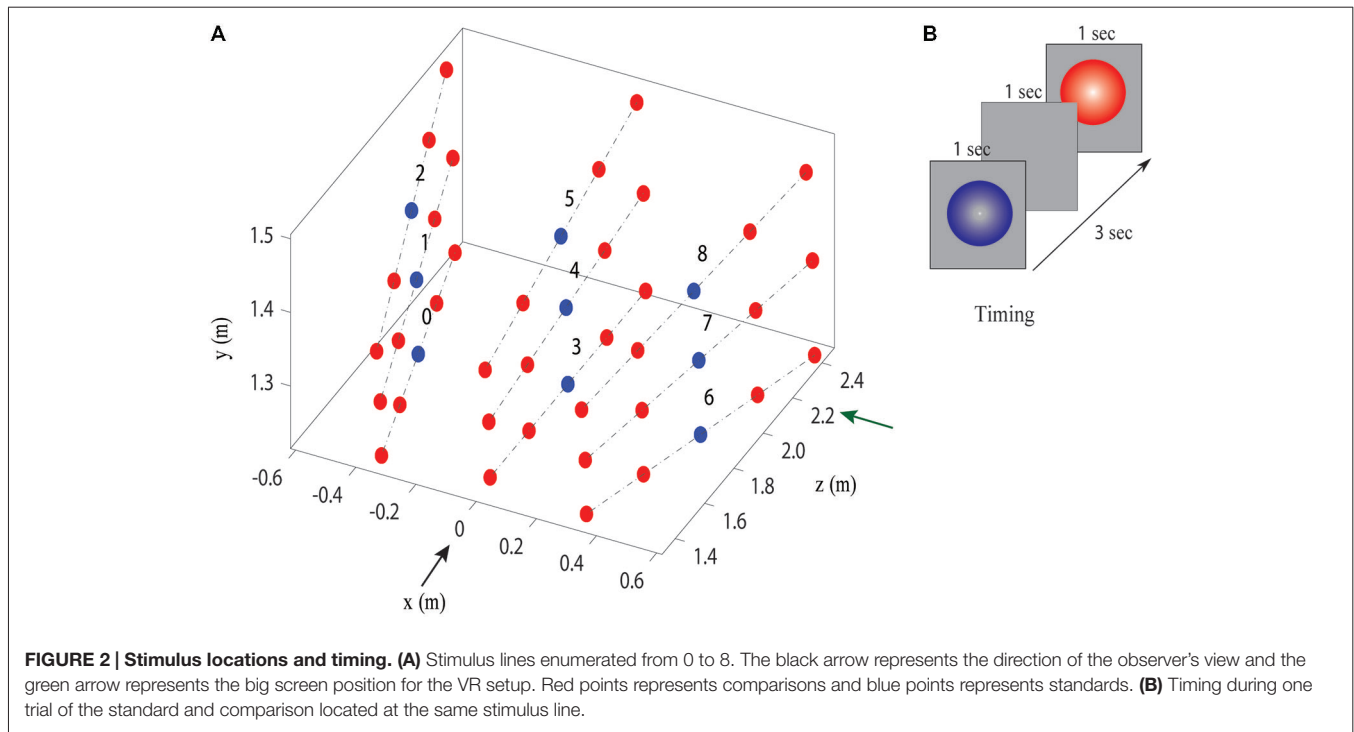 A
B
1 sec
1 sec
1 sec
3 sec
Timing
2
1
0
5
4
3
8
7
6
1.5
1.4
1.3
y (m)
-0.6
-0.4
-0.2
0
0.2
0.4
0.6
x (m)
2.4
2.2
2.0
1.8
1.6
1.4
z (m)
FIGURE 2 | Stimulus locations and timing. (A) Stimulus lines enumerated from 0 to 8. The black arrow represents the direction of the observer's view and the
green arrow represents the big screen position for the VR setup. Red points represents comparisons and blue points represents standards. (B) Timing during one
trial of the standard and comparison located at the same stimulus line.